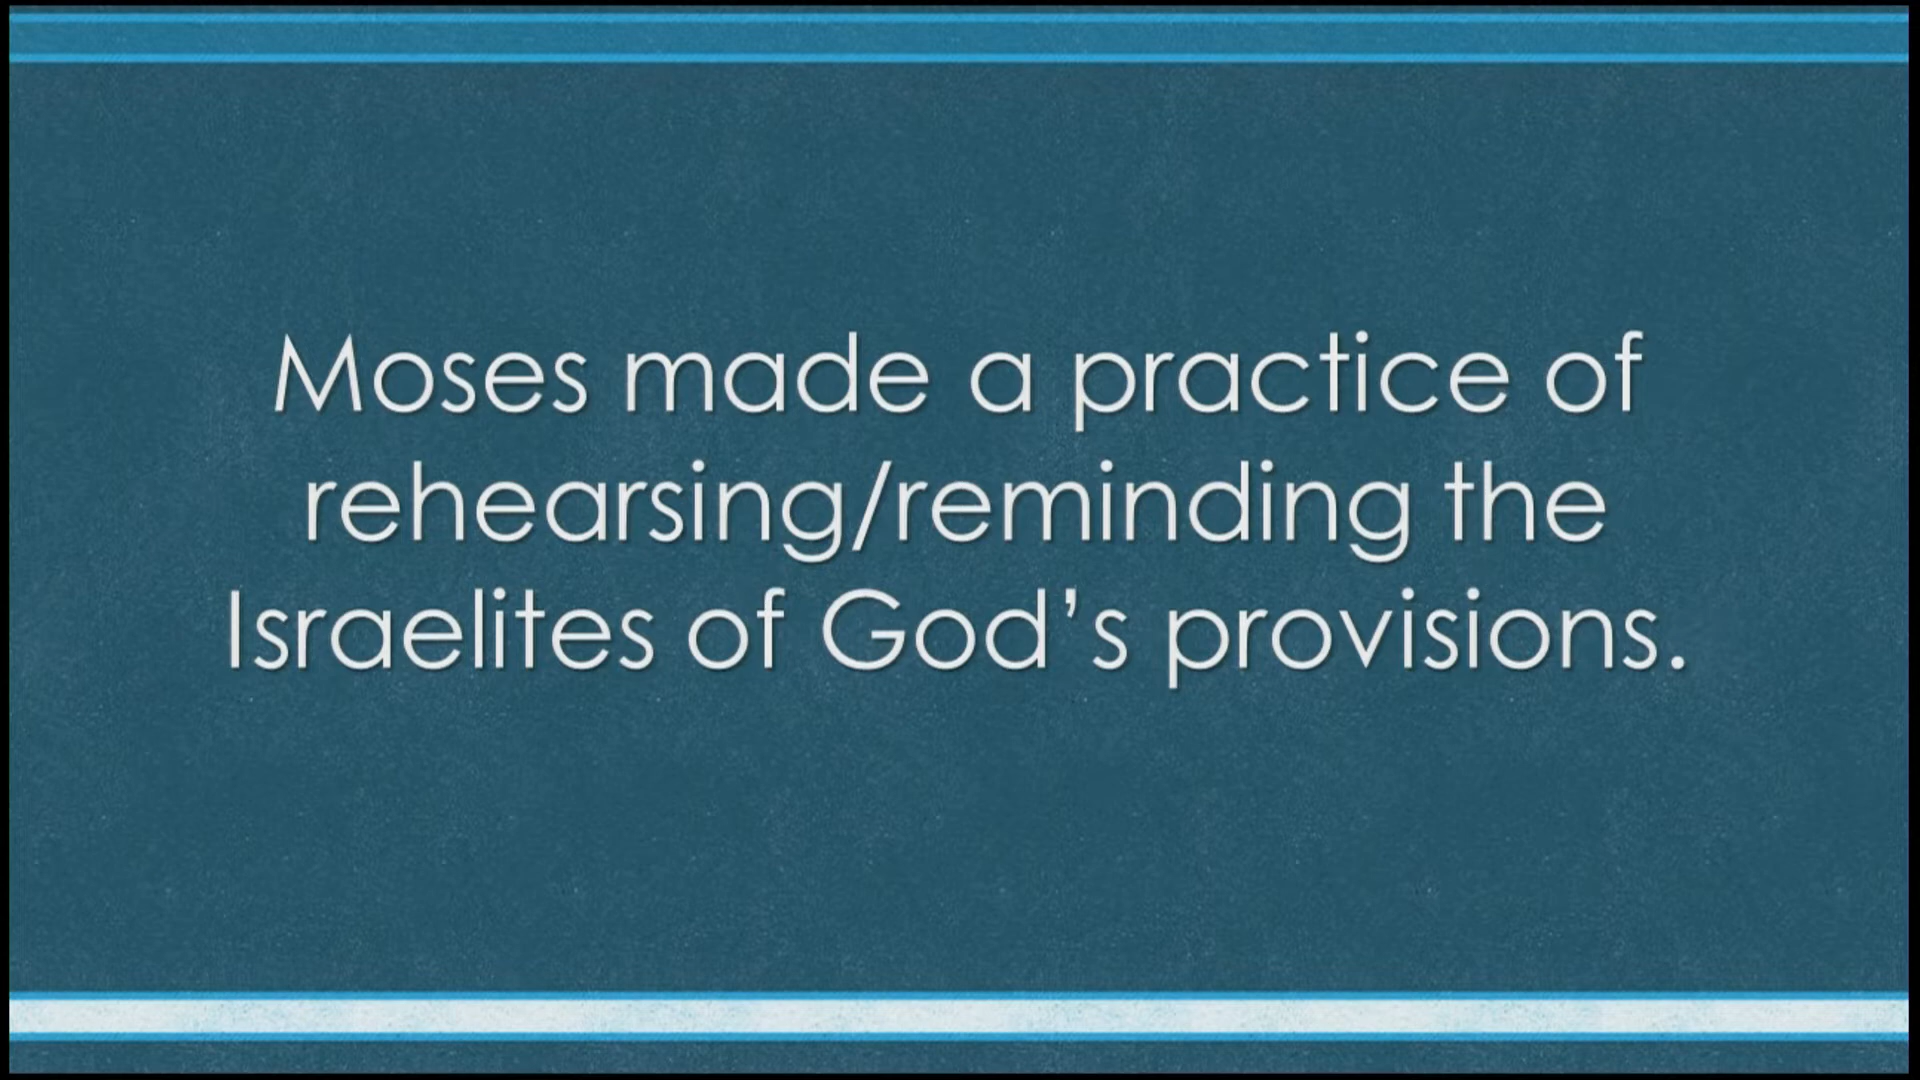 Moses made a practice of
rehearsing/reminding the
Israelites of God’s provisions.